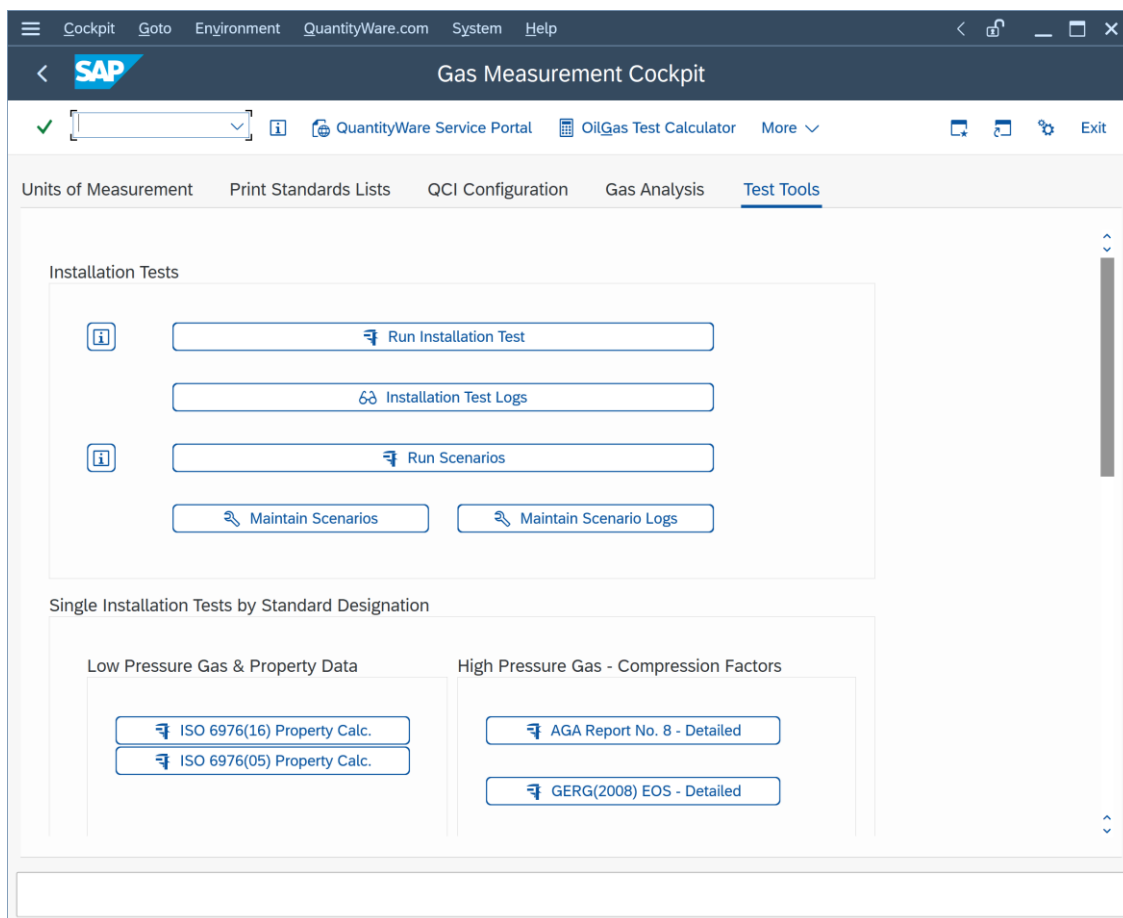 Cockpit Goto Environment QuantityWare.com System Help
SAP Gas Measurement Cockpit
QuantityWare Service Portal OilGas Test Calculator More Exit
Units of Measurement Print Standards Lists QCI Configuration Gas Analysis Test Tools
Installation Tests
Run Installation Test
Installation Test Logs
Run Scenarios
Maintain Scenarios Maintain Scenario Logs
Single Installation Tests by Standard Designation
Low Pressure Gas & Property Data High Pressure Gas - Compression Factors
ISO 6976(16) Property Calc. AGA Report No. 8 - Detailed
ISO 6976(05) Property Calc.
GERG(2008) EOS - Detailed